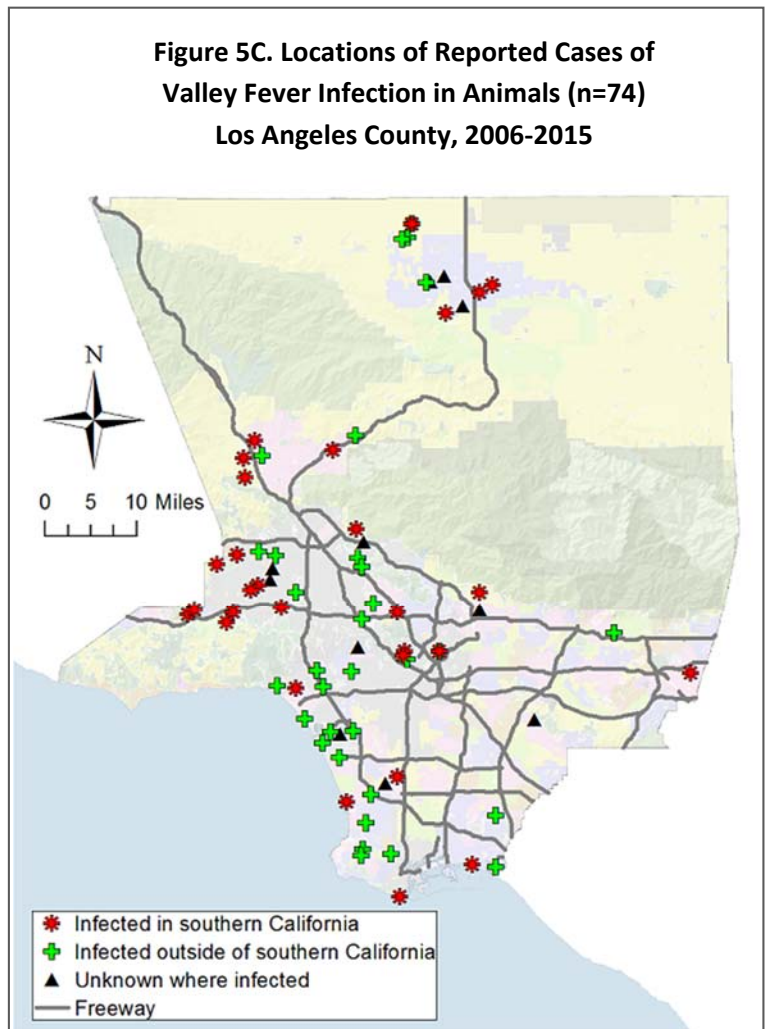 Figure 5C. Locations of Reported Cases of
Valley Fever Infection in Animals (n=74)
Los Angeles County, 2006-2015
N
0 5 10 Miles
Infected in southern California
Infected outside of southern California
Unknown where infected
Freeway